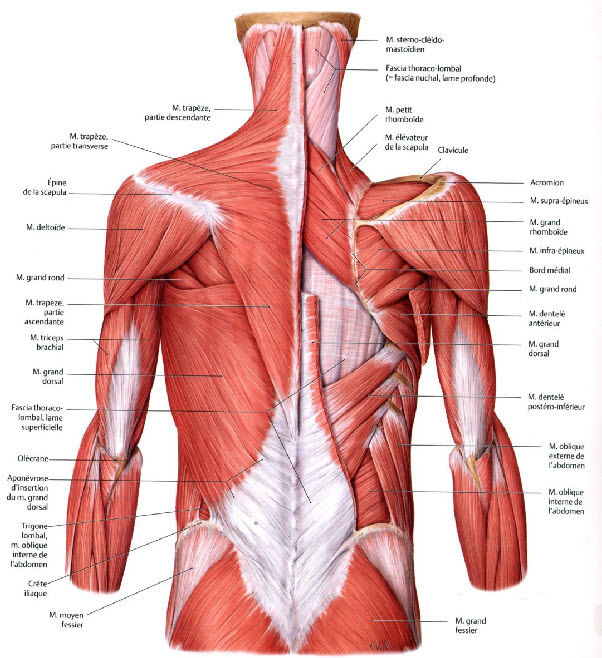 M. sterno-cléido-
mastoïdien
Fascia thoraco-lombal
(= fascia nuchal, lame profonde)
M. trapèze,
partie descendante
M. petit
rhomboïde
M. trapèze,
partie transverse
M. élévateur
de la scapula
Clavicule
Épine
de la scapula
Acromion
M. supra-épineux
M. deltoïde
M. grand
rhomboïde
M. infra-épineux
M. grand rond
Bord médial
M. grand rond
M. trapèze,
partie
ascendante
M. dentelé
antérieur
M. triceps
brachial
M. grand
dorsal
M. grand
dorsal
Fascia thoraco-
lombal, lame
superficielle
M. dentelé
postéro-inférieur
Olécrane
M. oblique
externe de
l'abdomen
Aponévrose
d'insertion
du m. grand
dorsal
M. oblique
interne de
l'abdomen
Trigone
lombal,
m. oblique
interne de
l'abdomen
Crête
iliaque
M. moyen
fessier
M. grand
fessier